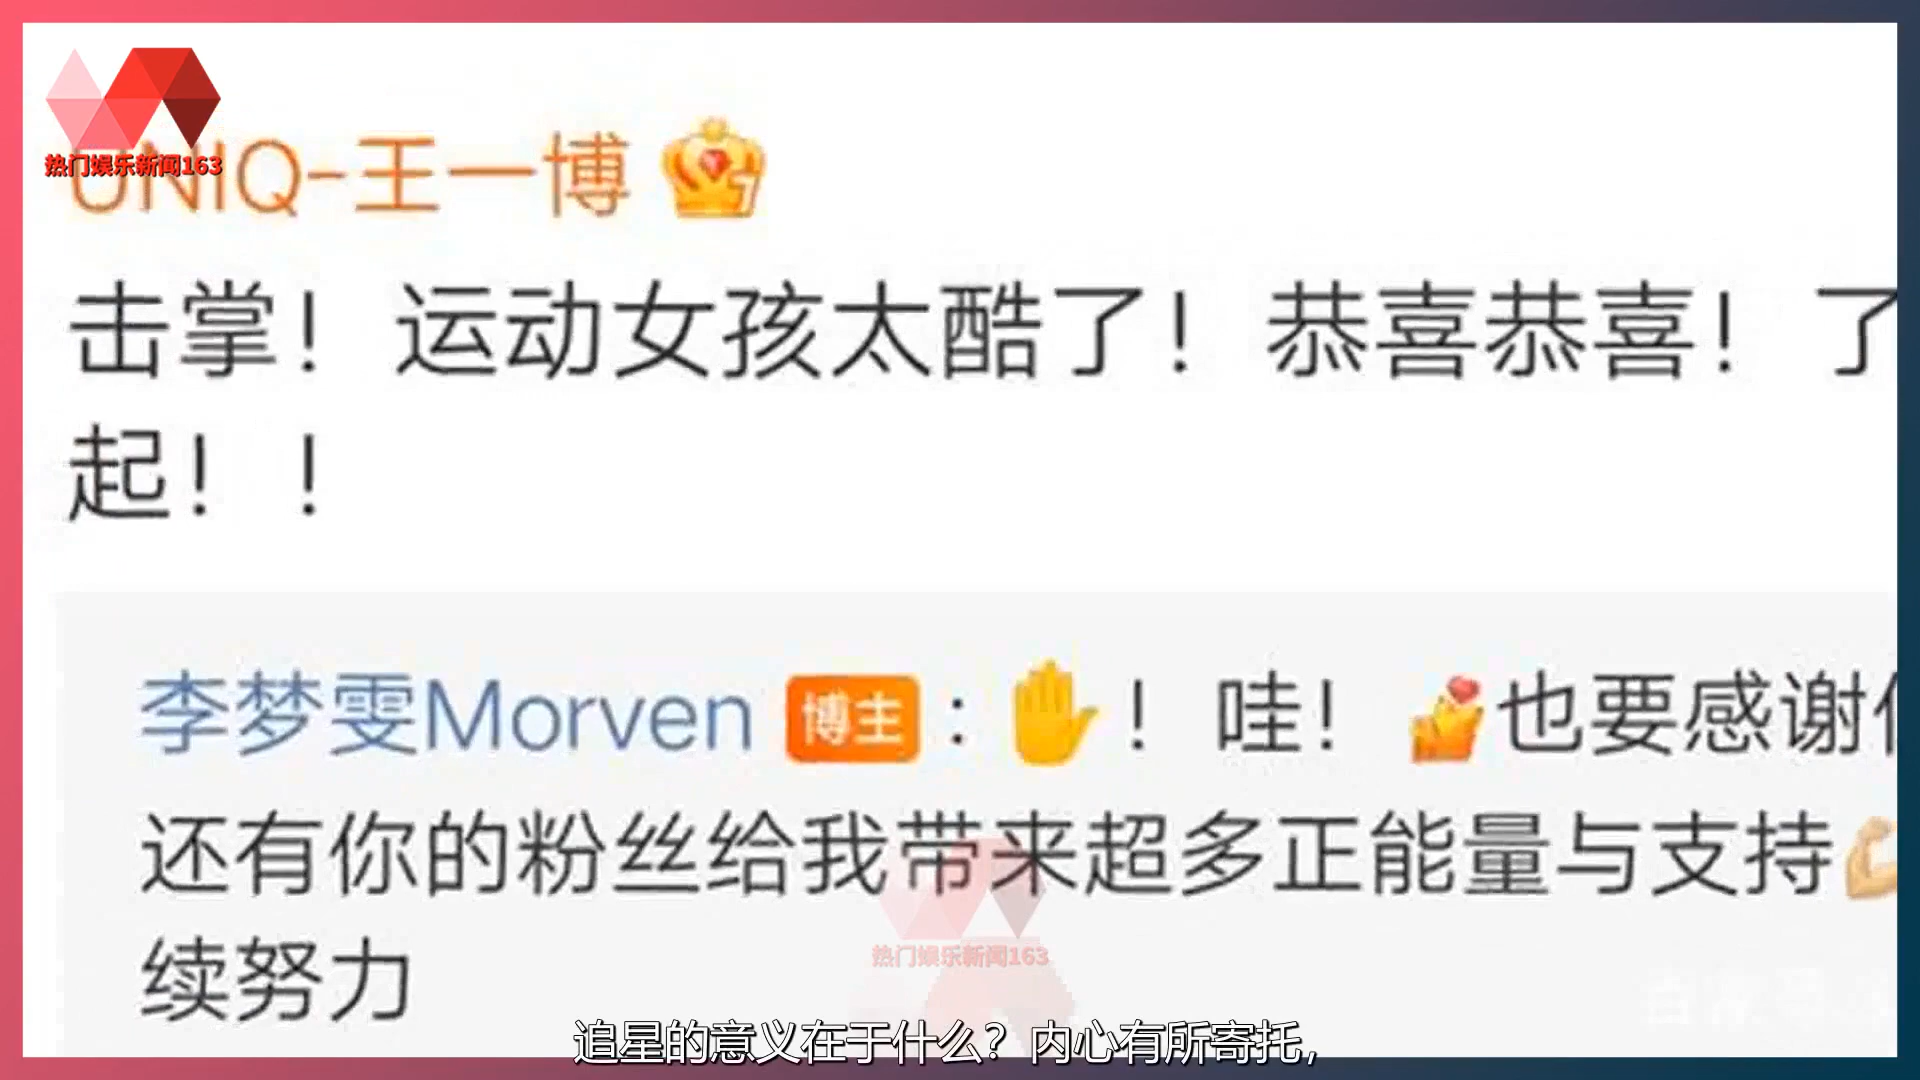 热门娱乐新闻163
UNIQ-王一博
击掌！运动女孩太酷了！恭喜恭喜！了
起！！
李梦雯Morven 博主：！哇！也要感谢
还有你的粉丝给我带来超多正能量与支持
续努力
热门娱乐新闻163
追星的意义在于什么？内心有所寄托，